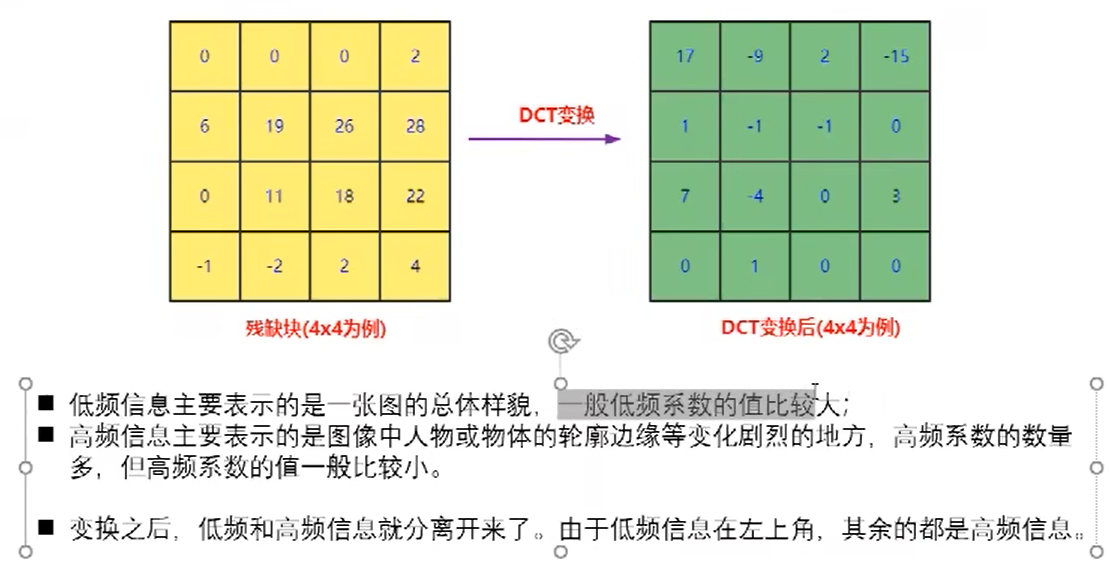 0 0 0 2
6 19 26 28
0 11 18 22
-1 -2 2 4
残缺块(4x4为例)
DCT变换
17 -9 2 -15
1 -1 -1 0
7 -4 0 3
0 1 0 0
DCT变换后(4x4为例)
■ 低频信息主要表示的是一张图的总体样貌，一般低频系数的值比较大；
■ 高频信息主要表示的是图像中人物或物体的轮廓边缘等变化剧烈的地方，高频系数的数量
多，但高频系数的值一般比较小。
■ 变换之后，低频和高频信息就分离开来了。由于低频信息在左上角，其余的都是高频信息。